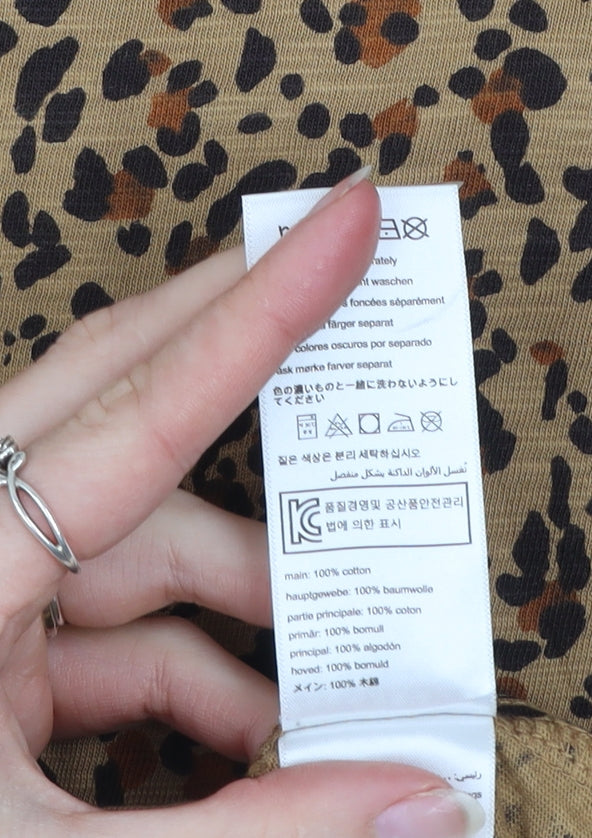 rately
nt waschen
s foncées séparément
färger separat
colores oscuros por separado
ask mørke farver separat
色の濃いものと一緒に洗わないようにし
てください
짙은 색상은 분리 세탁하십시오
تُغسل الألوان الداكنة بشكل منفصل
품질경영및 공산품안전관리
법에 의한 표시
main: 100% cotton
hauptgewebe: 100% baumwolle
partie principale: 100% coton
primär: 100% bomull
principal: 100% algodón
hoved: 100% bomuld
メイン: 100% 木綿
رئيسي: